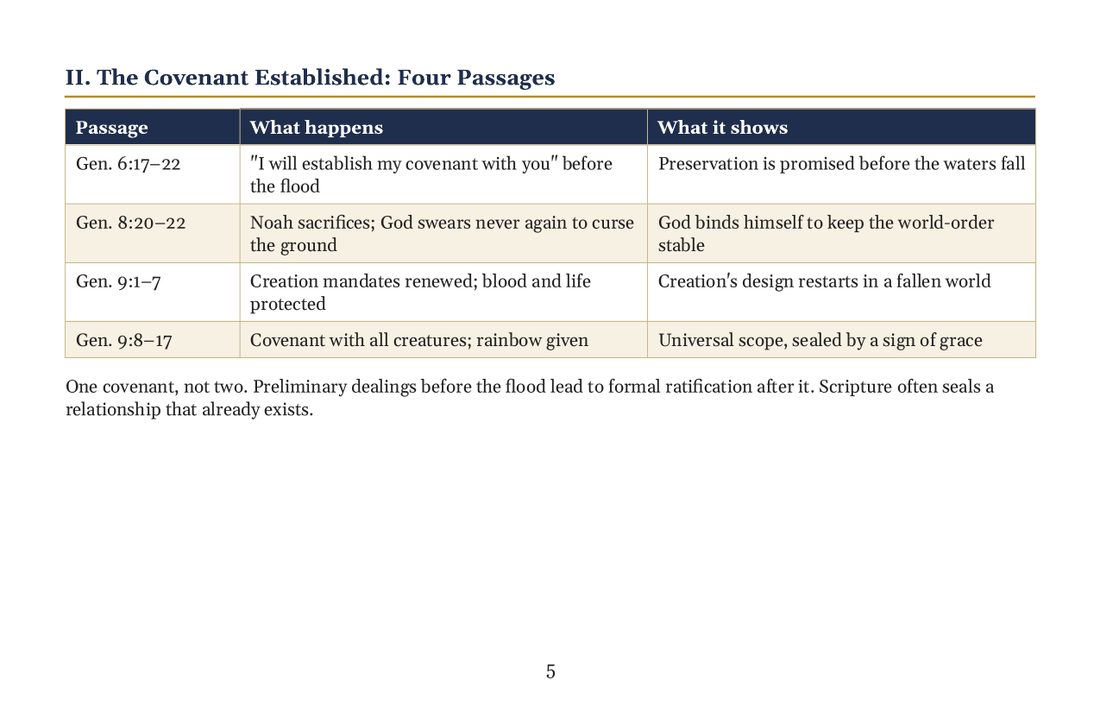 II. The Covenant Established: Four Passages
Passage What happens What it shows
Gen. 6:17–22 "I will establish my covenant with you" before Preservation is promised before the waters fall
the flood
Gen. 8:20–22 Noah sacrifices; God swears never again to curse God binds himself to keep the world-order
the ground stable
Gen. 9:1–7 Creation mandates renewed; blood and life Creation's design restarts in a fallen world
protected
Gen. 9:8–17 Covenant with all creatures; rainbow given Universal scope, sealed by a sign of grace
One covenant, not two. Preliminary dealings before the flood lead to formal ratification after it. Scripture often seals a
relationship that already exists.
5